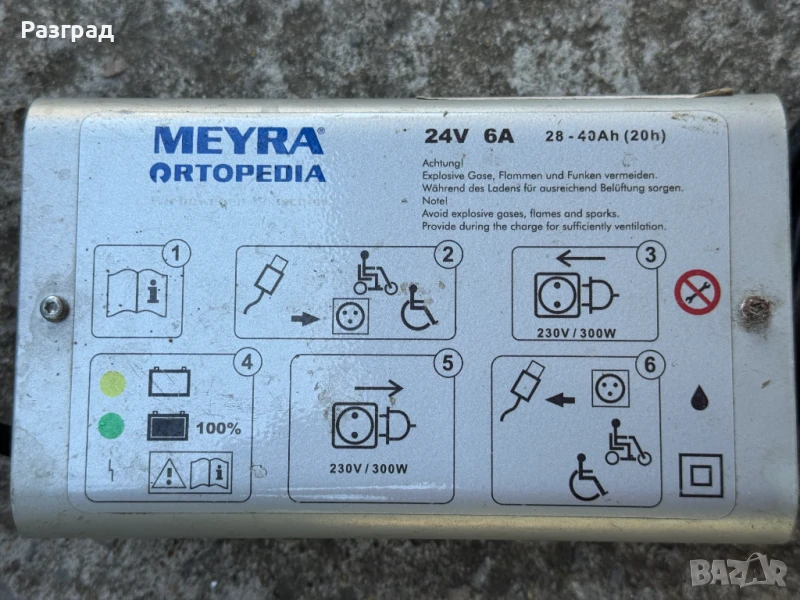 Разград
MEYRA®
ORTOPEDIA
24V 6A 28 - 40Ah (20h)
Achtung!
Explosive Gase, Flammen und Funken vermeiden.
Während des Ladens für ausreichend Belüftung sorgen.
Note!
Avoid explosive gases, flames and sparks.
Provide during the charge for sufficiently ventilation.
1
2
3
i
230V / 300W
4
5
6
100%
i
230V / 300W
BAZAR